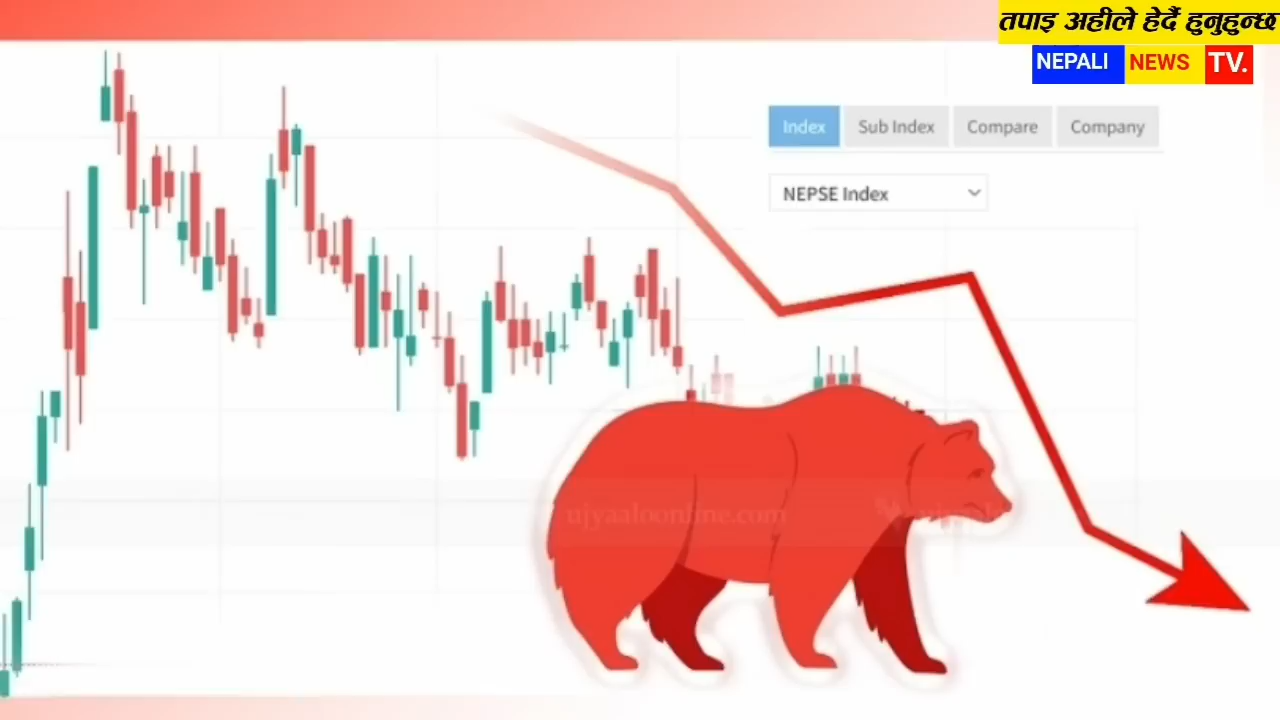 तपाइ अहीले हेर्दै हुनुहुन्छ
NEPALI NEWS TV.
Index Sub Index Compare Company
NEPSE Index
ujyaaloonline.com